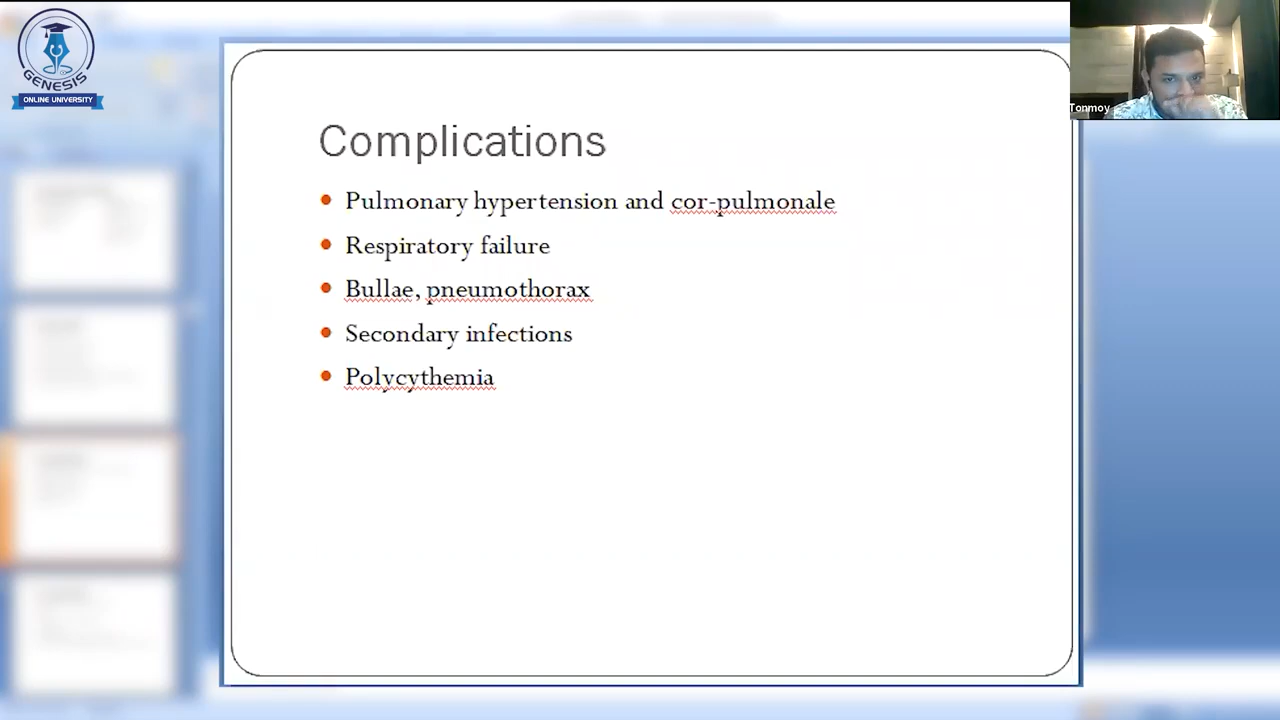 GENESIS
ONLINE UNIVERSITY
Tonmoy
Complications
Pulmonary hypertension and cor-pulmonale
Respiratory failure
Bullae, pneumothorax
Secondary infections
Polycythemia